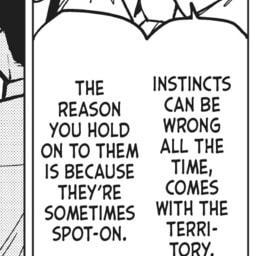 INSTINCTS
CAN BE
WRONG
ALL THE
TIME,
COMES
WITH THE
TERRI-
TORY.
THE
REASON
YOU HOLD
ON TO THEM
IS BECAUSE
THEY'RE
SOMETIMES
SPOT-ON.